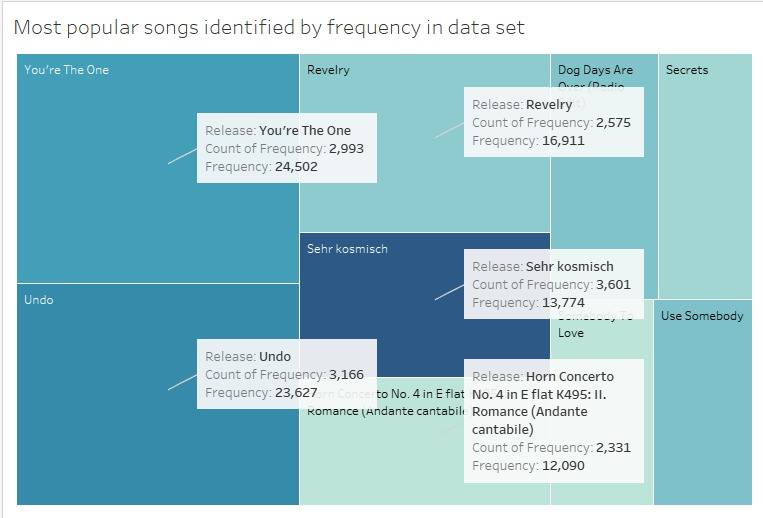 Most popular songs identified by frequency in data set
You're The One
Release: You're The One
Count of Frequency: 2,993
Frequency: 24,502
Revelry
Release: Revelry
Count of Frequency: 2,575
Frequency: 16,911
Dog Days Are
Over (Radio
Secrets
Sehr kosmisch
Release: Sehr kosmisch
Count of Frequency: 3,601
Frequency: 13,774
Undo
Release: Undo
Count of Frequency: 3,166
Frequency: 23,627
Horn Concerto No. 4 in E flat
Romance (Andante cantabile
Release: Horn Concerto
No. 4 in E flat K495: II.
Romance (Andante
cantabile)
Count of Frequency: 2,331
Frequency: 12,090
Somebody To
Love
Use Somebody